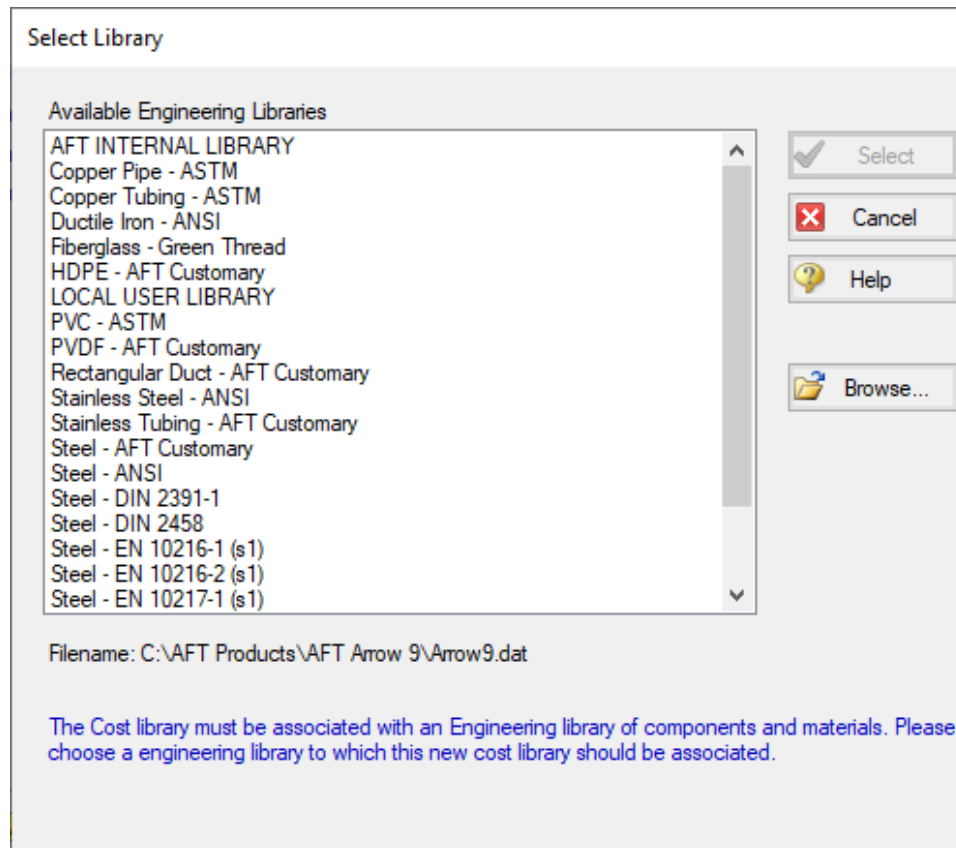 Select Library
Available Engineering Libraries
AFT INTERNAL LIBRARY
Copper Pipe - ASTM
Copper Tubing - ASTM
Ductile Iron - ANSI
Fiberglass - Green Thread
HDPE - AFT Customary
LOCAL USER LIBRARY
PVC - ASTM
PVDF - AFT Customary
Rectangular Duct - AFT Customary
Stainless Steel - ANSI
Stainless Tubing - AFT Customary
Steel - AFT Customary
Steel - ANSI
Steel - DIN 2391-1
Steel - DIN 2458
Steel - EN 10216-1 (s1)
Steel - EN 10216-2 (s1)
Steel - EN 10217-1 (s1)
Select
Cancel
Help
Browse...
Filename: C:\AFT Products\AFT Arrow 9\Arrow9.dat
The Cost library must be associated with an Engineering library of components and materials. Please
choose a engineering library to which this new cost library should be associated.